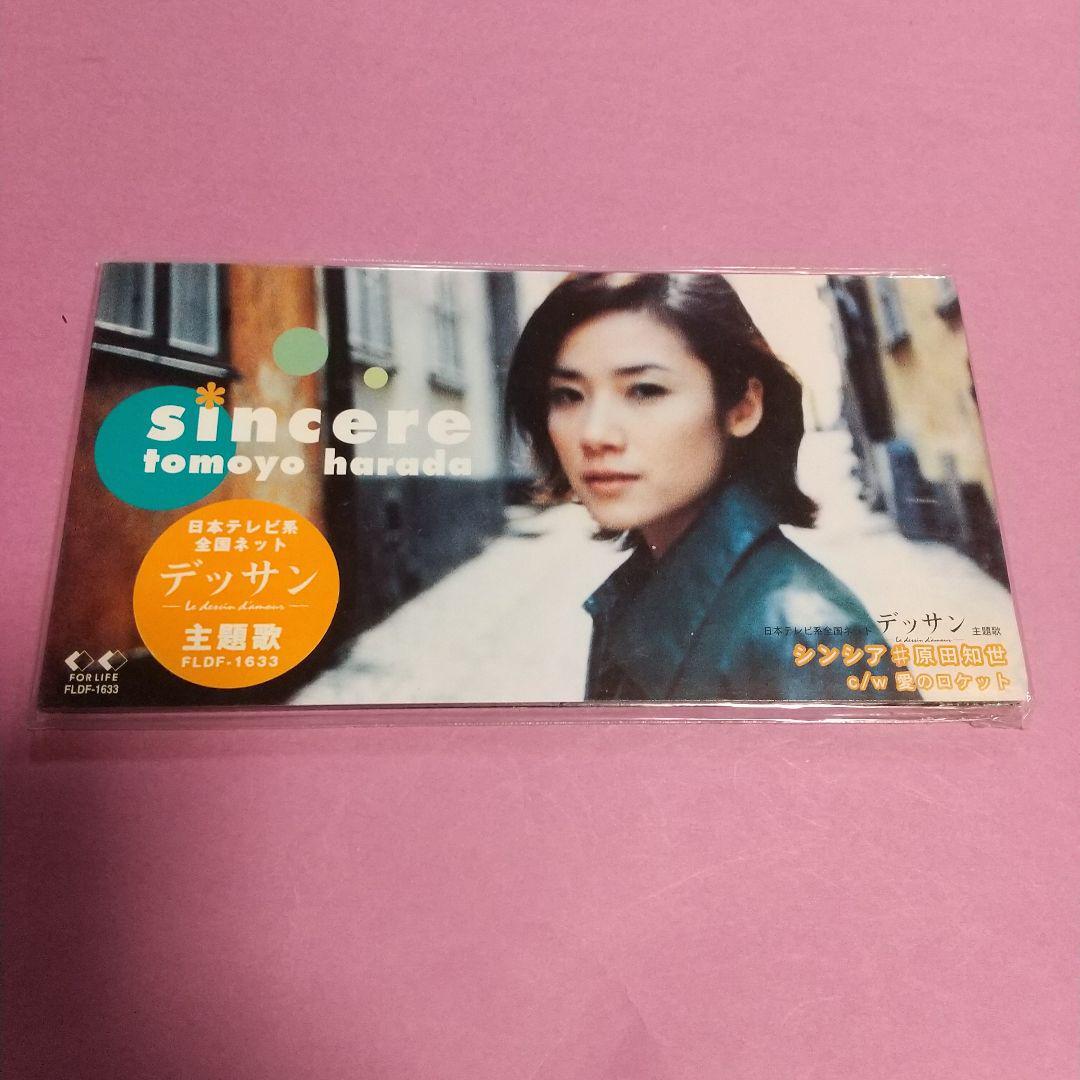 sincere
tomoyo harada
日本テレビ系
全国ネット
デッサン
Le dessin d'amour
主題歌
FLDF-1633
FOR LIFE
FLDF-1633
日本テレビ系全国ネット デッサン 主題歌
Le dessin d'amour
シンシア♯原田知世
c/w 愛のロケット